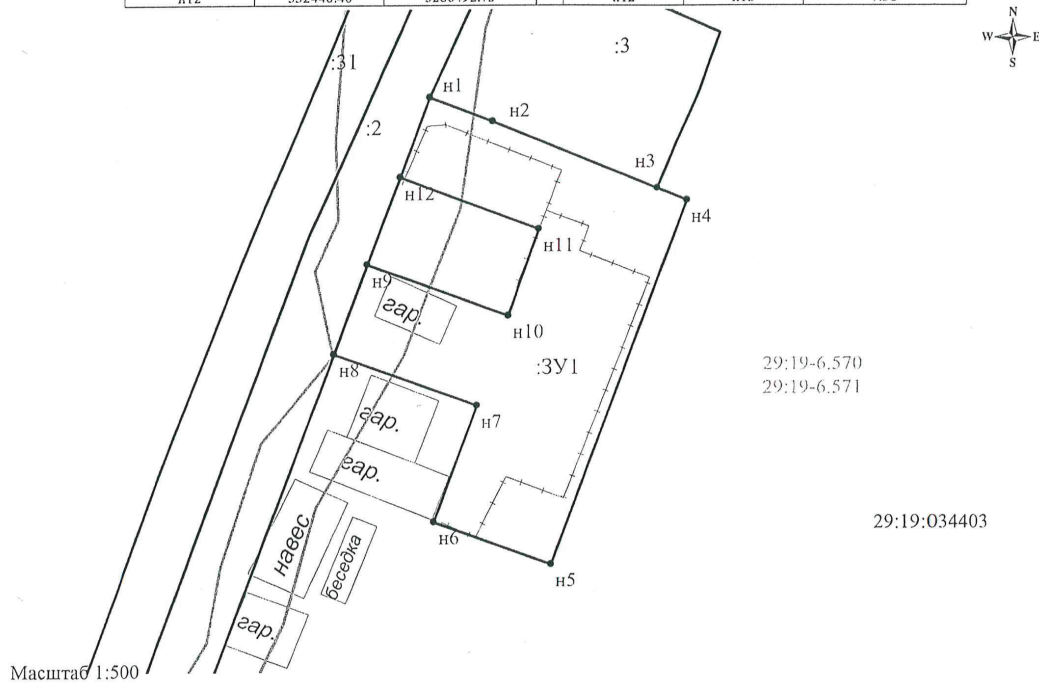 N
W E
S
:3
:31
н1
:2
н2
н3
н12
н4
н11
н9
гар.
н10
:ЗУ1
н8
29:19-6.570
29:19-6.571
н7
гар.
гар.
н6
29:19:034403
навес
беседка
н5
гар.
Масштаб 1:500